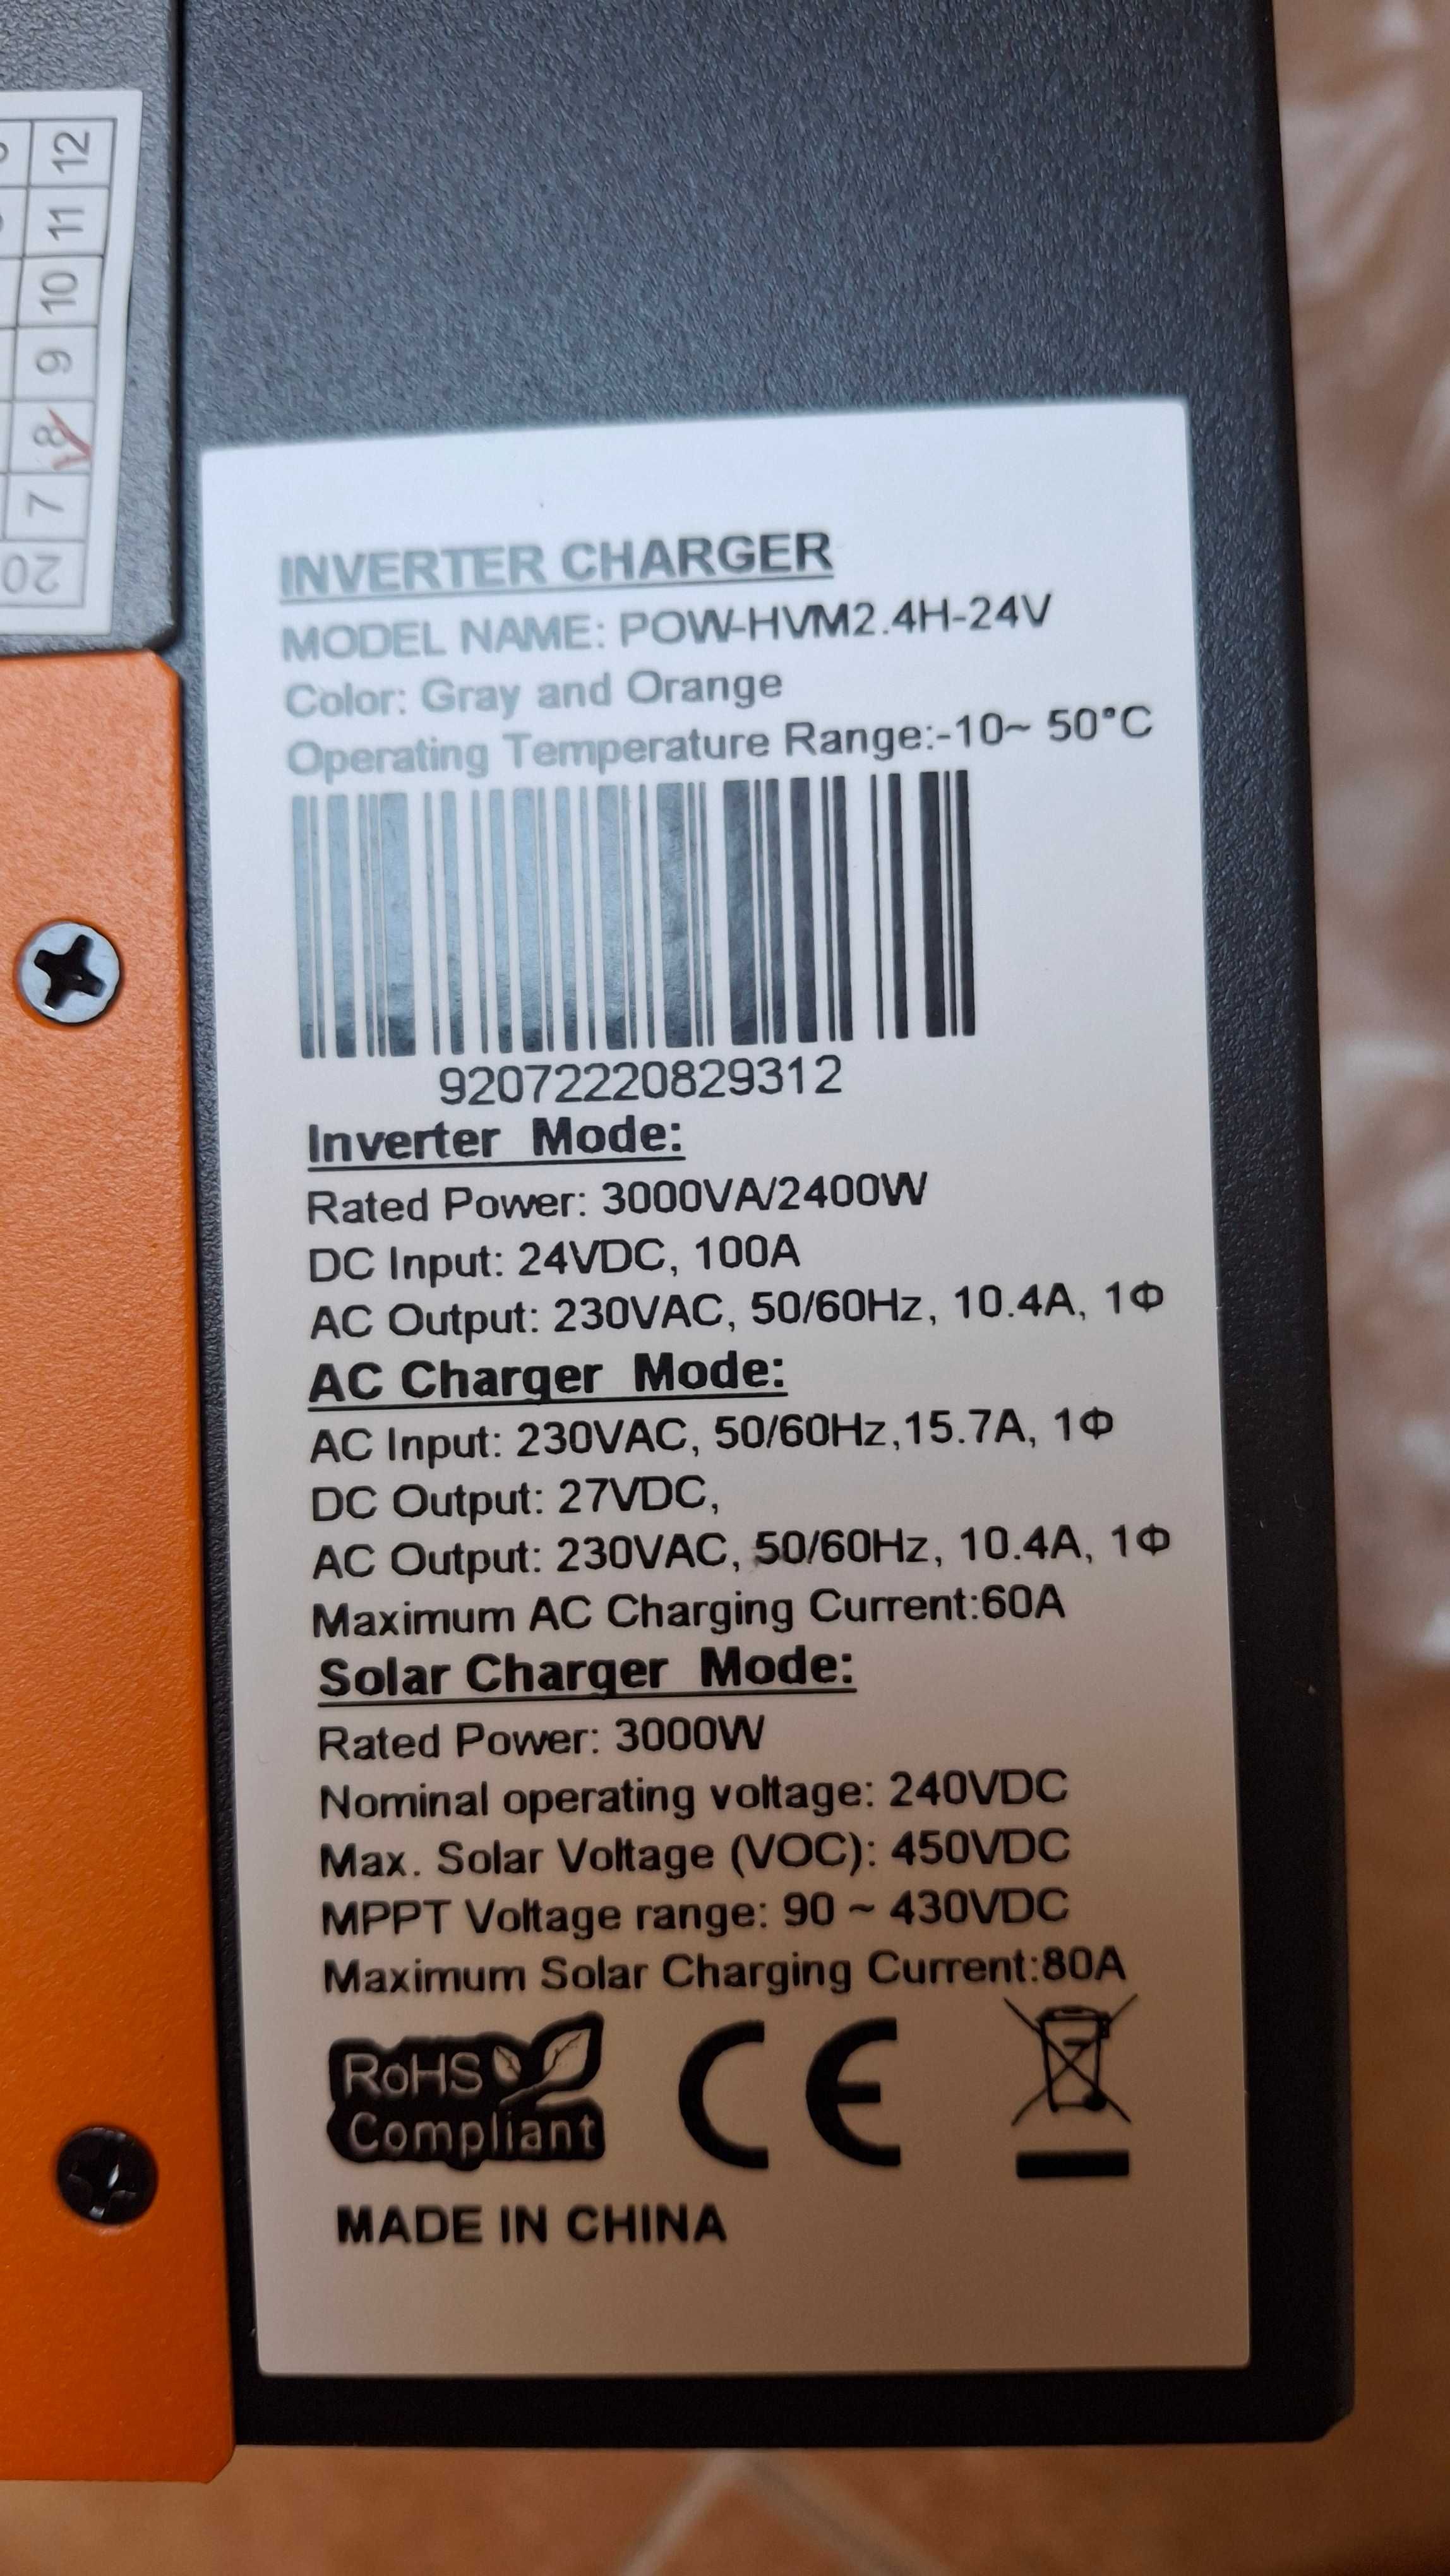 12
11
10
9
8
7
20
INVERTER CHARGER
MODEL NAME: POW-HVM2.4H-24V
Color: Gray and Orange
Operating Temperature Range:-10~ 50°C
92072220829312
Inverter Mode:
Rated Power: 3000VA/2400W
DC Input: 24VDC, 100A
AC Output: 230VAC, 50/60Hz, 10.4A, 1Φ
AC Charger Mode:
AC Input: 230VAC, 50/60Hz,15.7A, 1Φ
DC Output: 27VDC,
AC Output: 230VAC, 50/60Hz, 10.4A, 1Φ
Maximum AC Charging Current:60A
Solar Charger Mode:
Rated Power: 3000W
Nominal operating voltage: 240VDC
Max. Solar Voltage (VOC): 450VDC
MPPT Voltage range: 90 ~ 430VDC
Maximum Solar Charging Current:80A
RoHS
Compliant
CE
MADE IN CHINA